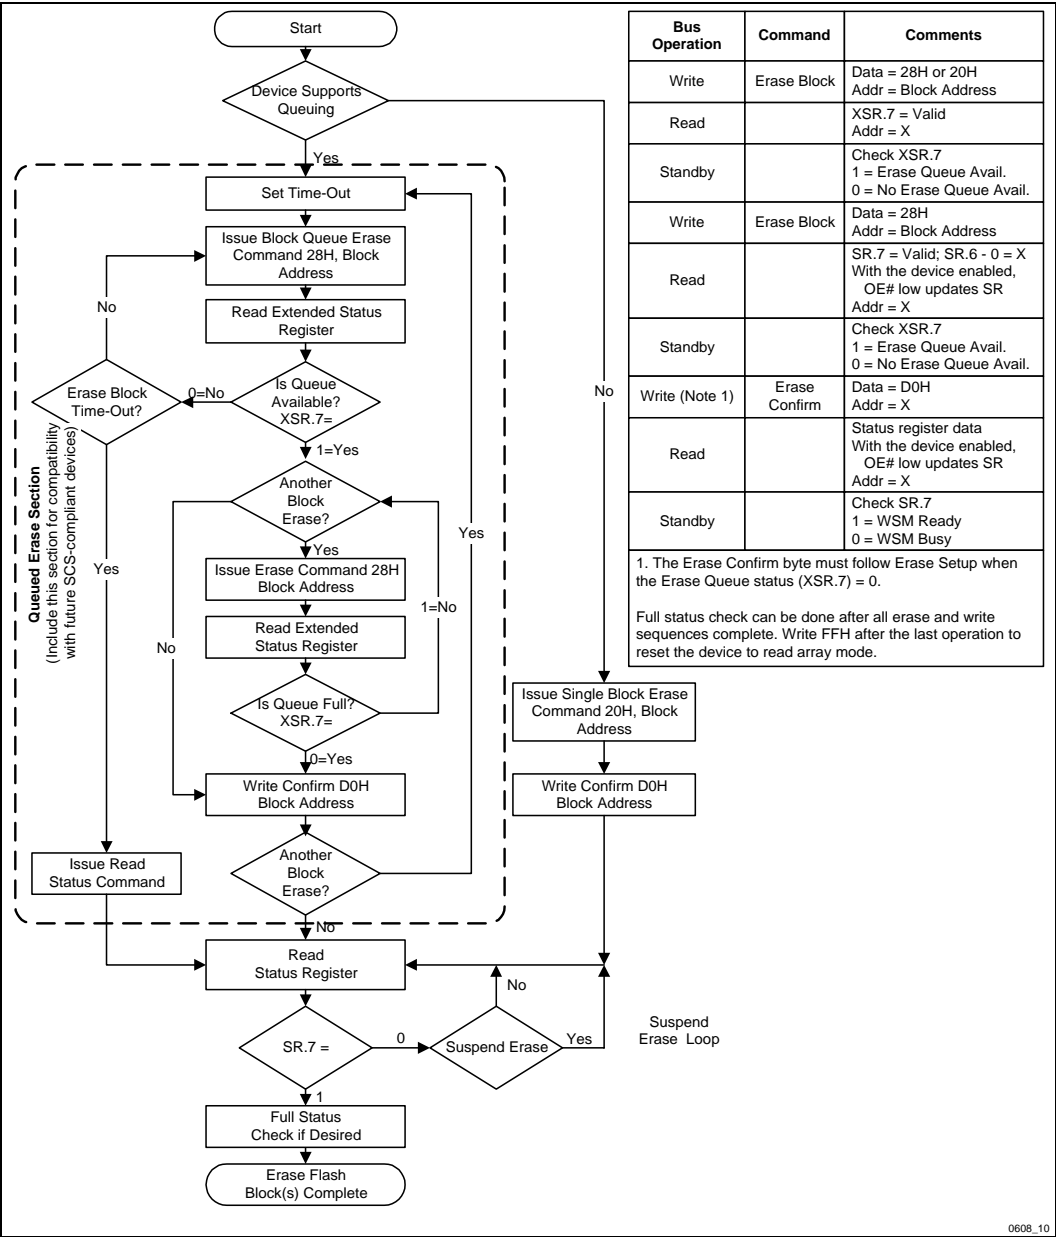 Start
Device Supports
Queuing
Yes
Set Time-Out
Issue Block Queue Erase
Command 28H, Block
Address
No
Read Extended Status
Register
Erase Block
Time-Out?
0=No
Is Queue
Available?
XSR.7=
1=Yes
Queued Erase Section
(Include this section for compatibility
with future SCS-compliant devices)
Another
Block
Erase?
Yes
Yes
Yes
Issue Erase Command 28H
Block Address
1=No
Read Extended
Status Register
No
Is Queue Full?
XSR.7=
0=Yes
Write Confirm D0H
Block Address
Another
Block
Erase?
Issue Read
Status Command
No
No
Issue Single Block Erase
Command 20H, Block
Address
Write Confirm D0H
Block Address
Read
Status Register
No
SR.7 =
0
Suspend Erase
Yes
Suspend
Erase Loop
1
Full Status
Check if Desired
Erase Flash
Block(s) Complete
Bus
Operation
Command
Comments
Write
Erase Block
Data = 28H or 20H
Addr = Block Address
Read
XSR.7 = Valid
Addr = X
Standby
Check XSR.7
1 = Erase Queue Avail.
0 = No Erase Queue Avail.
Write
Erase Block
Data = 28H
Addr = Block Address
Read
SR.7 = Valid; SR.6 - 0 = X
With the device enabled,
OE# low updates SR
Addr = X
Standby
Check XSR.7
1 = Erase Queue Avail.
0 = No Erase Queue Avail.
Write (Note 1)
Erase
Confirm
Data = D0H
Addr = X
Read
Status register data
With the device enabled,
OE# low updates SR
Addr = X
Standby
Check SR.7
1 = WSM Ready
0 = WSM Busy
1. The Erase Confirm byte must follow Erase Setup when
the Erase Queue status (XSR.7) = 0.
Full status check can be done after all erase and write
sequences complete. Write FFH after the last operation to
reset the device to read array mode.
0608_10